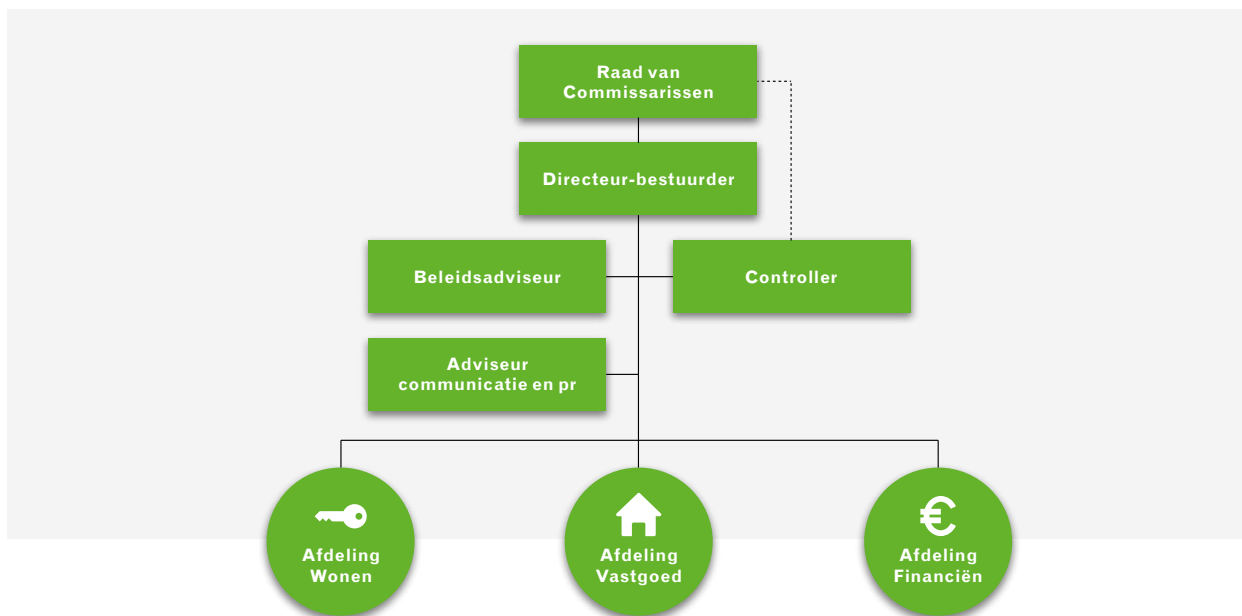 Raad van
Commissarissen
Directeur-bestuurder
Beleidsadviseur
Controller
Adviseur
communicatie en pr
€
Afdeling
Wonen
Afdeling
Vastgoed
Afdeling
Financiën